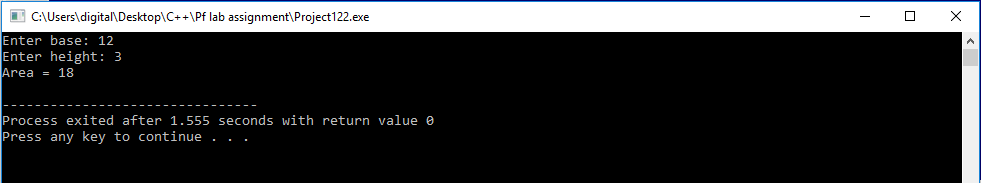 C:\Users\digital\Desktop\C++\Pf lab assignment\Project122.exe
Enter base: 12
Enter height: 3
Area = 18
--------------------------------
Process exited after 1.555 seconds with return value 0
Press any key to continue . . .